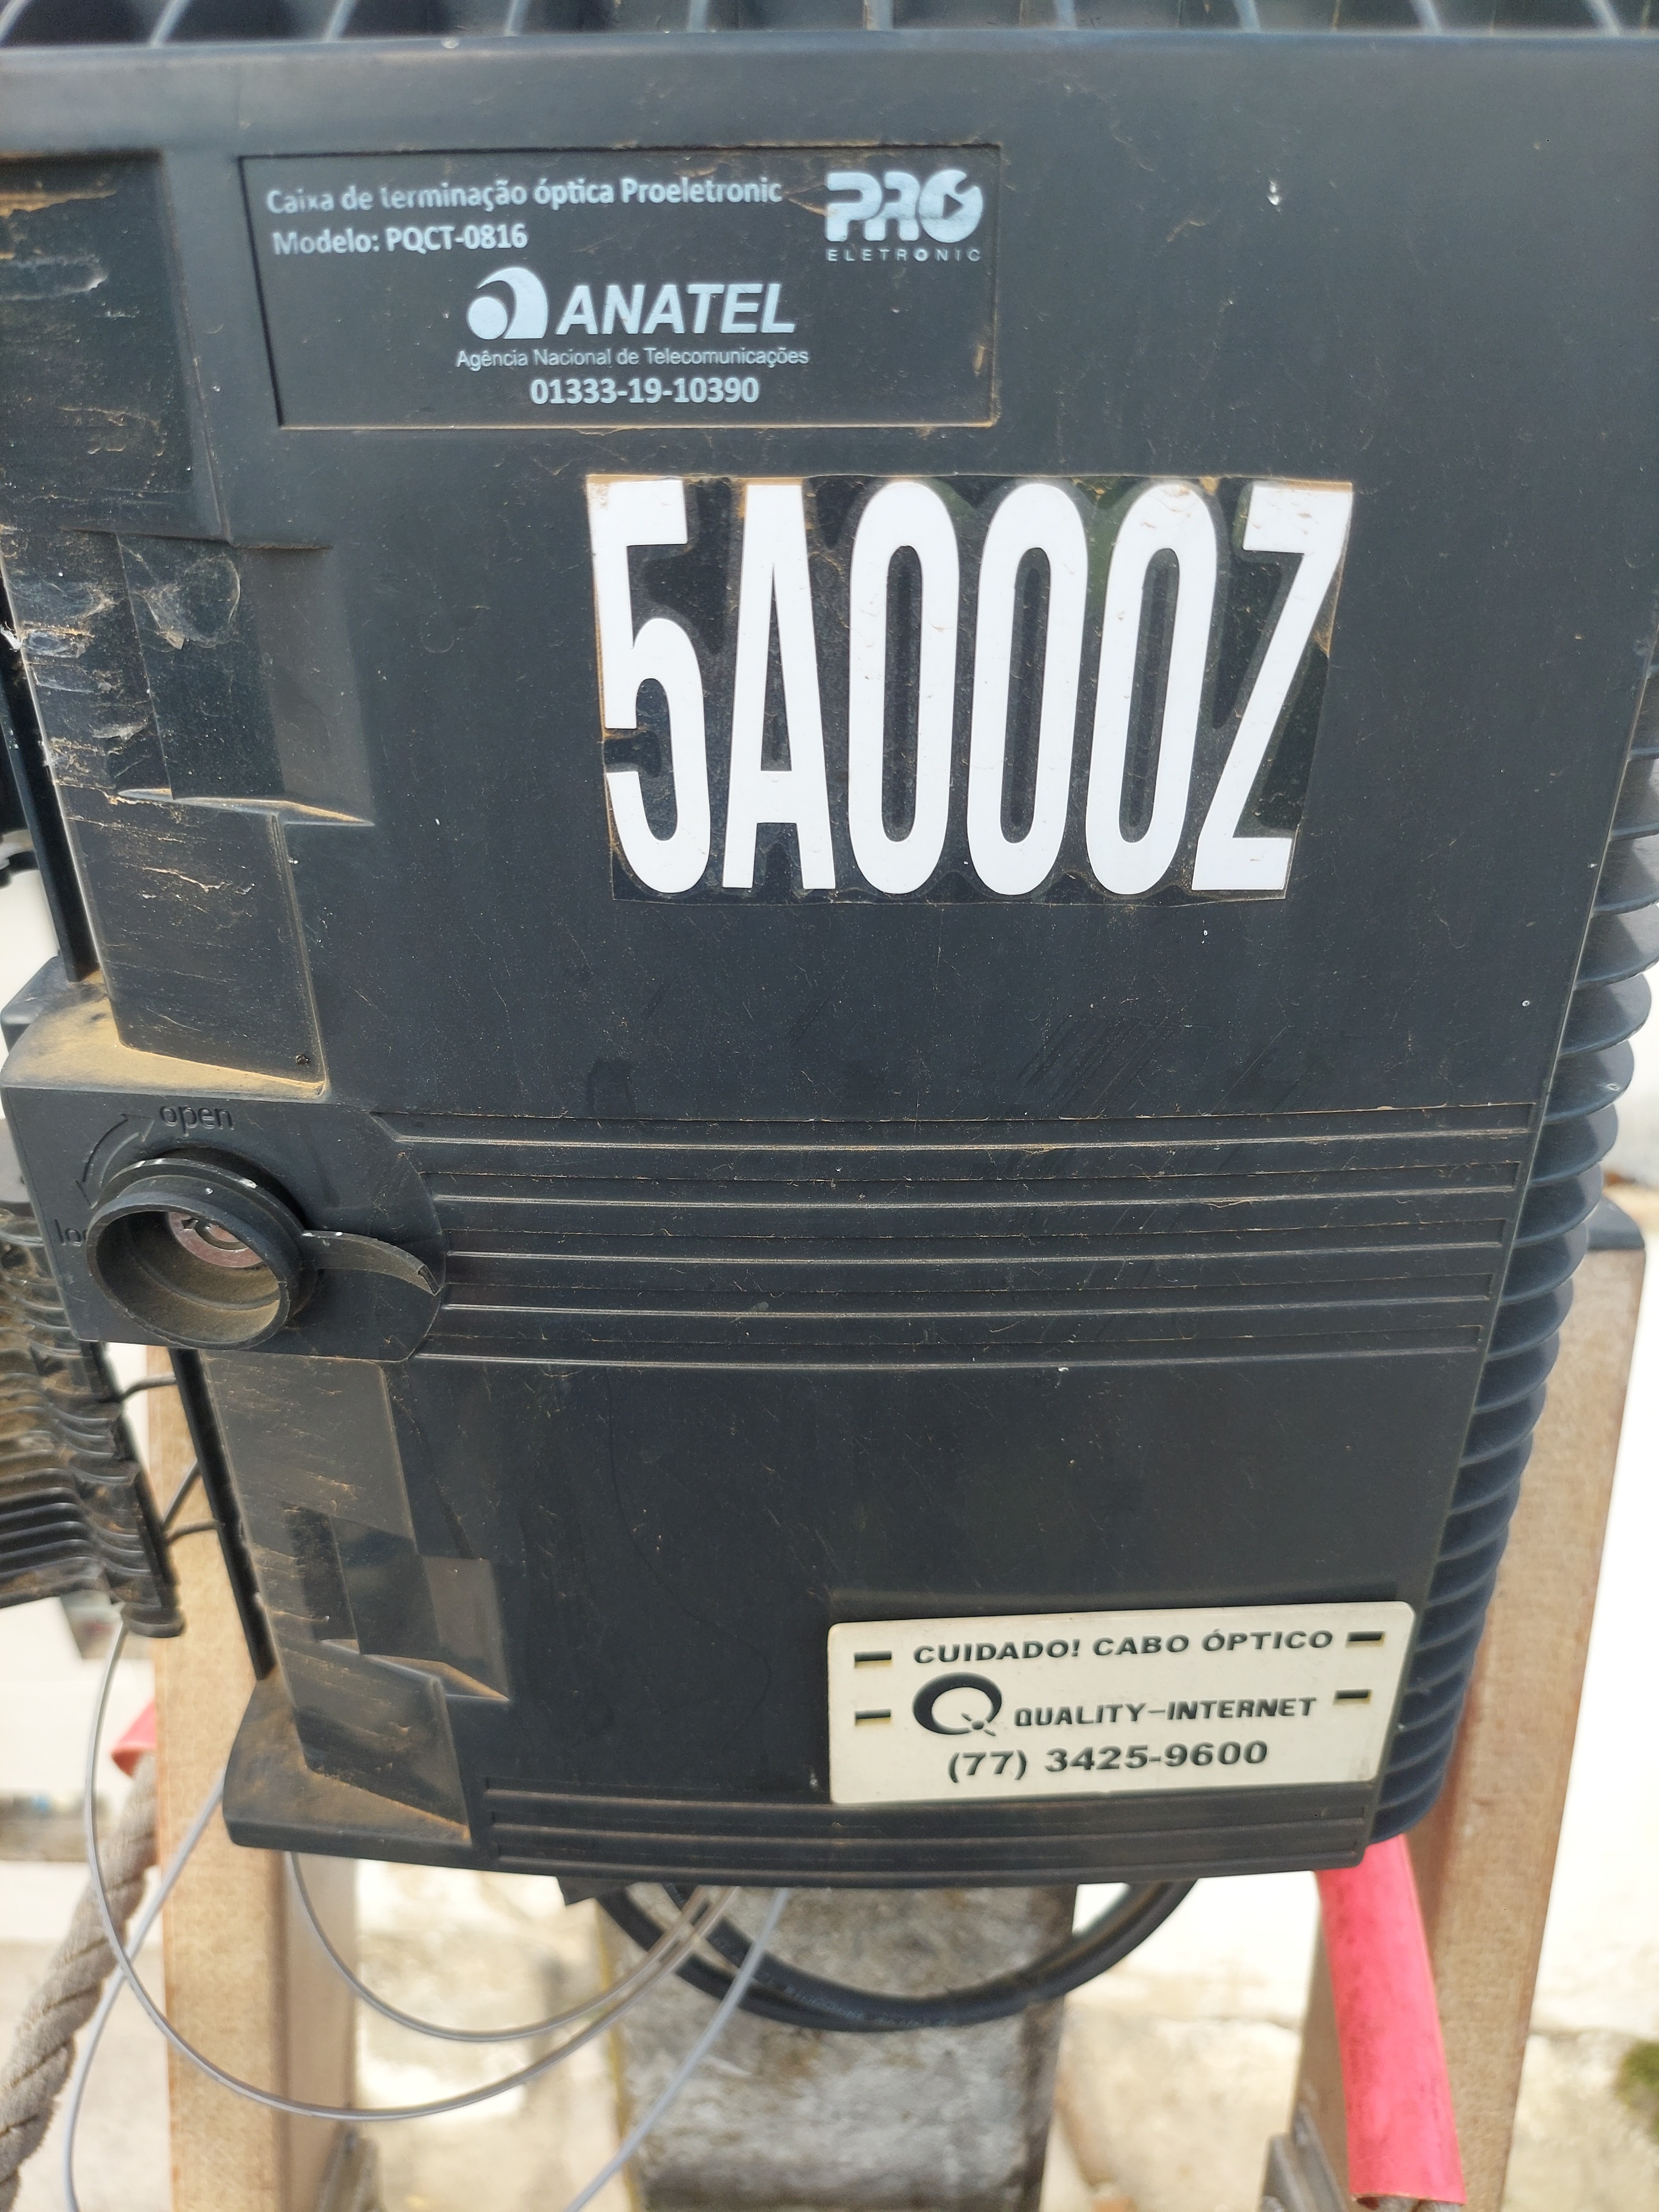 Caixa de terminação óptica Proeletronic
Modelo: PQCT-0816
PRO
ELETRONIC
ANATEL
Agência Nacional de Telecomunicações
01333-19-10390
5A000Z
open
CUIDADO! CABO ÓPTICO
QUALITY-INTERNET
(77) 3425-9600